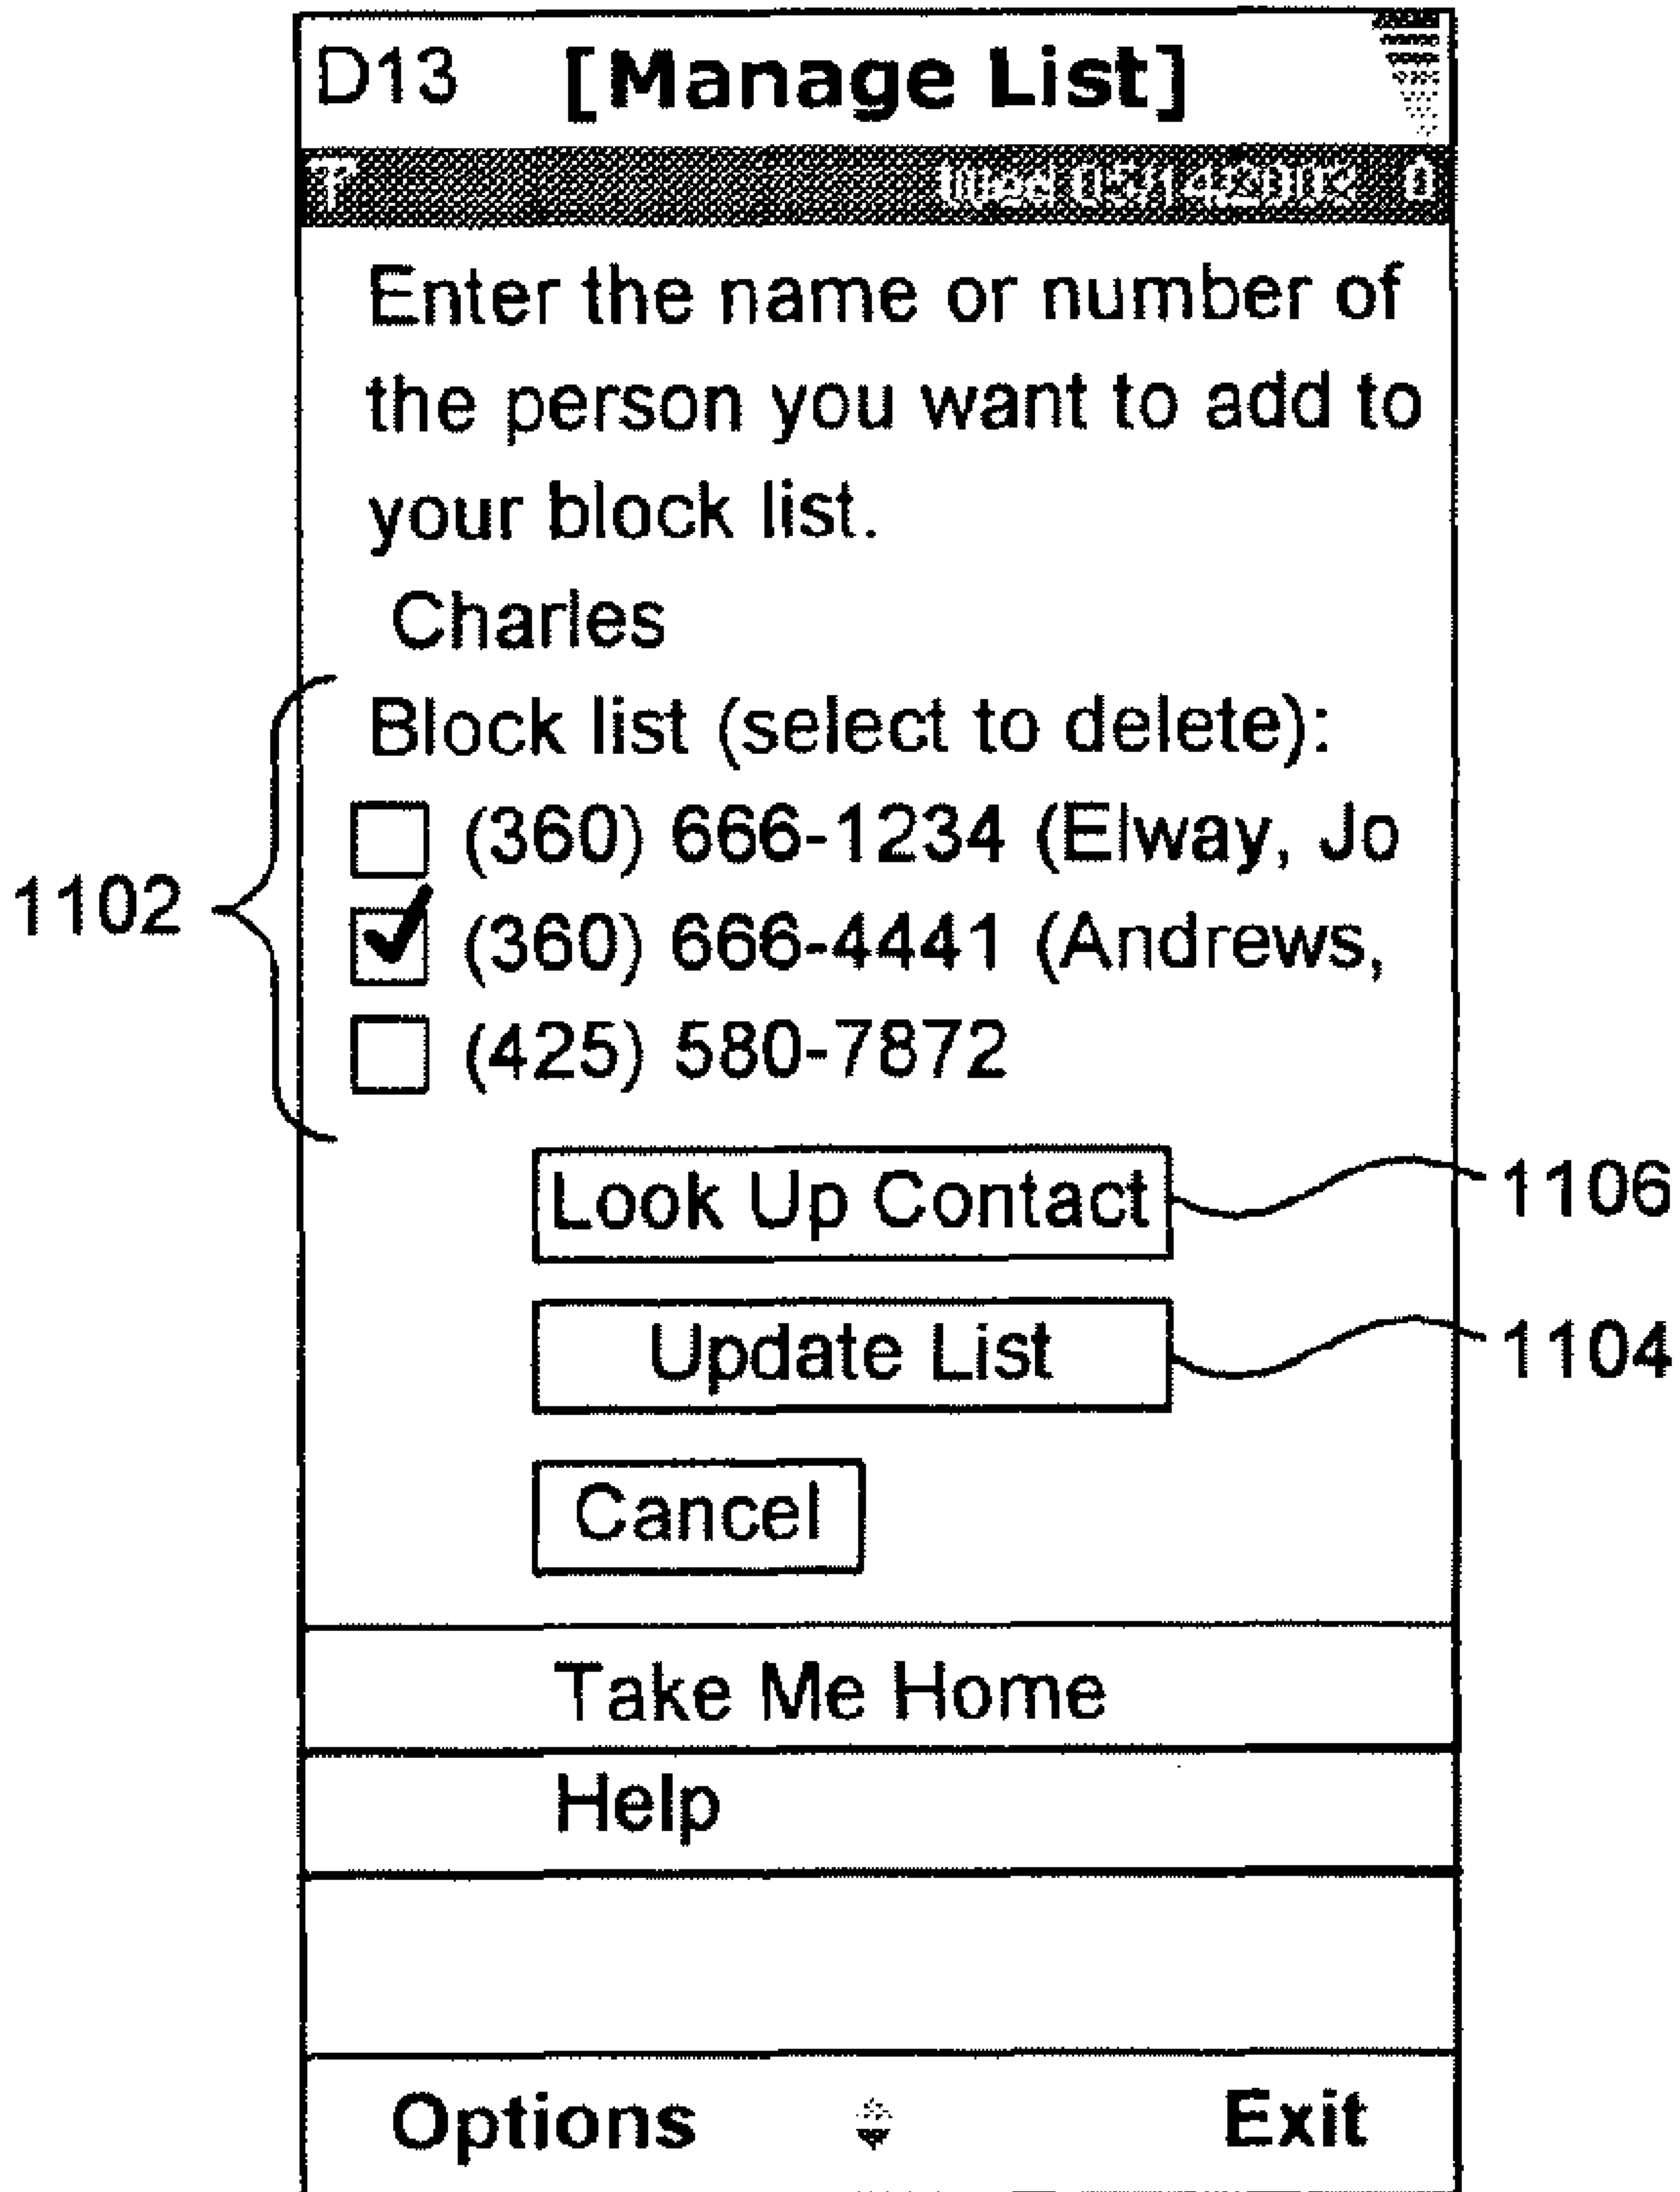 D13 [Manage List]
Enter the name or number of
the person you want to add to
your block list.
Charles
Block list (select to delete):
(360) 666-1234 (Elway, Jo
1102
(360) 666-4441 (Andrews,
(425) 580-7872
Look Up Contact 1106
Update List 1104
Cancel
Take Me Home
Help
Options Exit